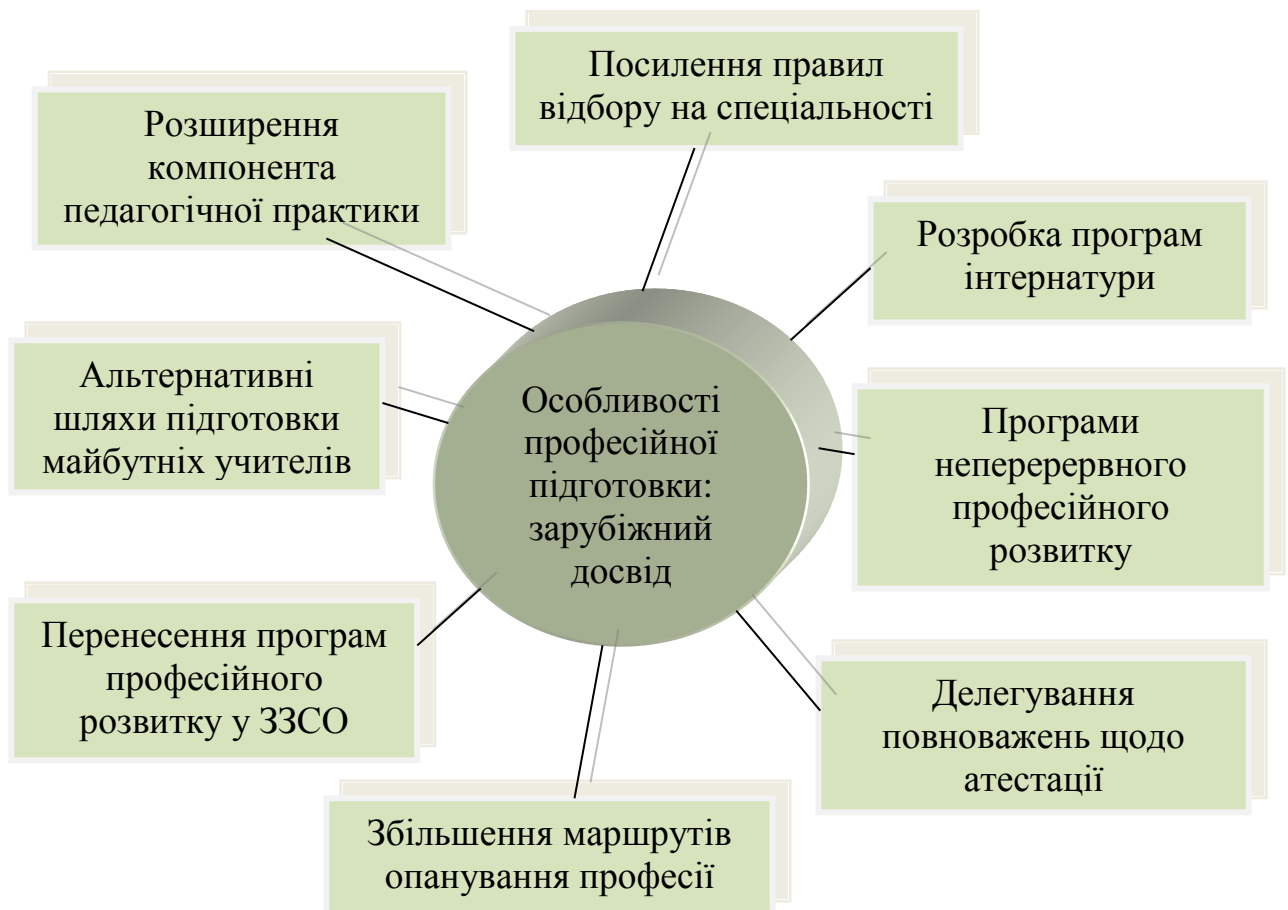 Посилення правил
відбору на спеціальності
Розширення
компонента
педагогічної практики
Розробка програм
інтернатури
Альтернативні
шляхи підготовки
майбутніх учителів
Особливості
професійної
підготовки:
зарубіжний
досвід
Програми
неперерервного
професійного
розвитку
Перенесення програм
професійного
розвитку у ЗЗСО
Делегування
повноважень щодо
атестації
Збільшення маршрутів
опанування професії